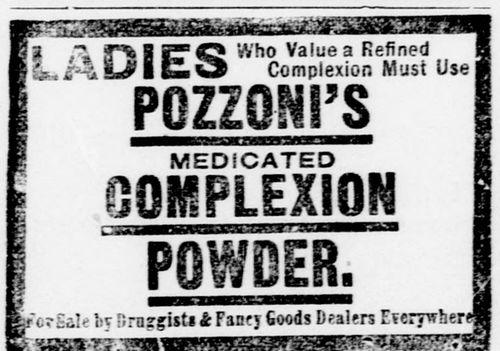 LADIES Who Value a Refined
Complexion Must Use
POZZONI'S
MEDICATED
COMPLEXION
POWDER.
For Sale by Druggists & Fancy Goods Dealers Everywhere